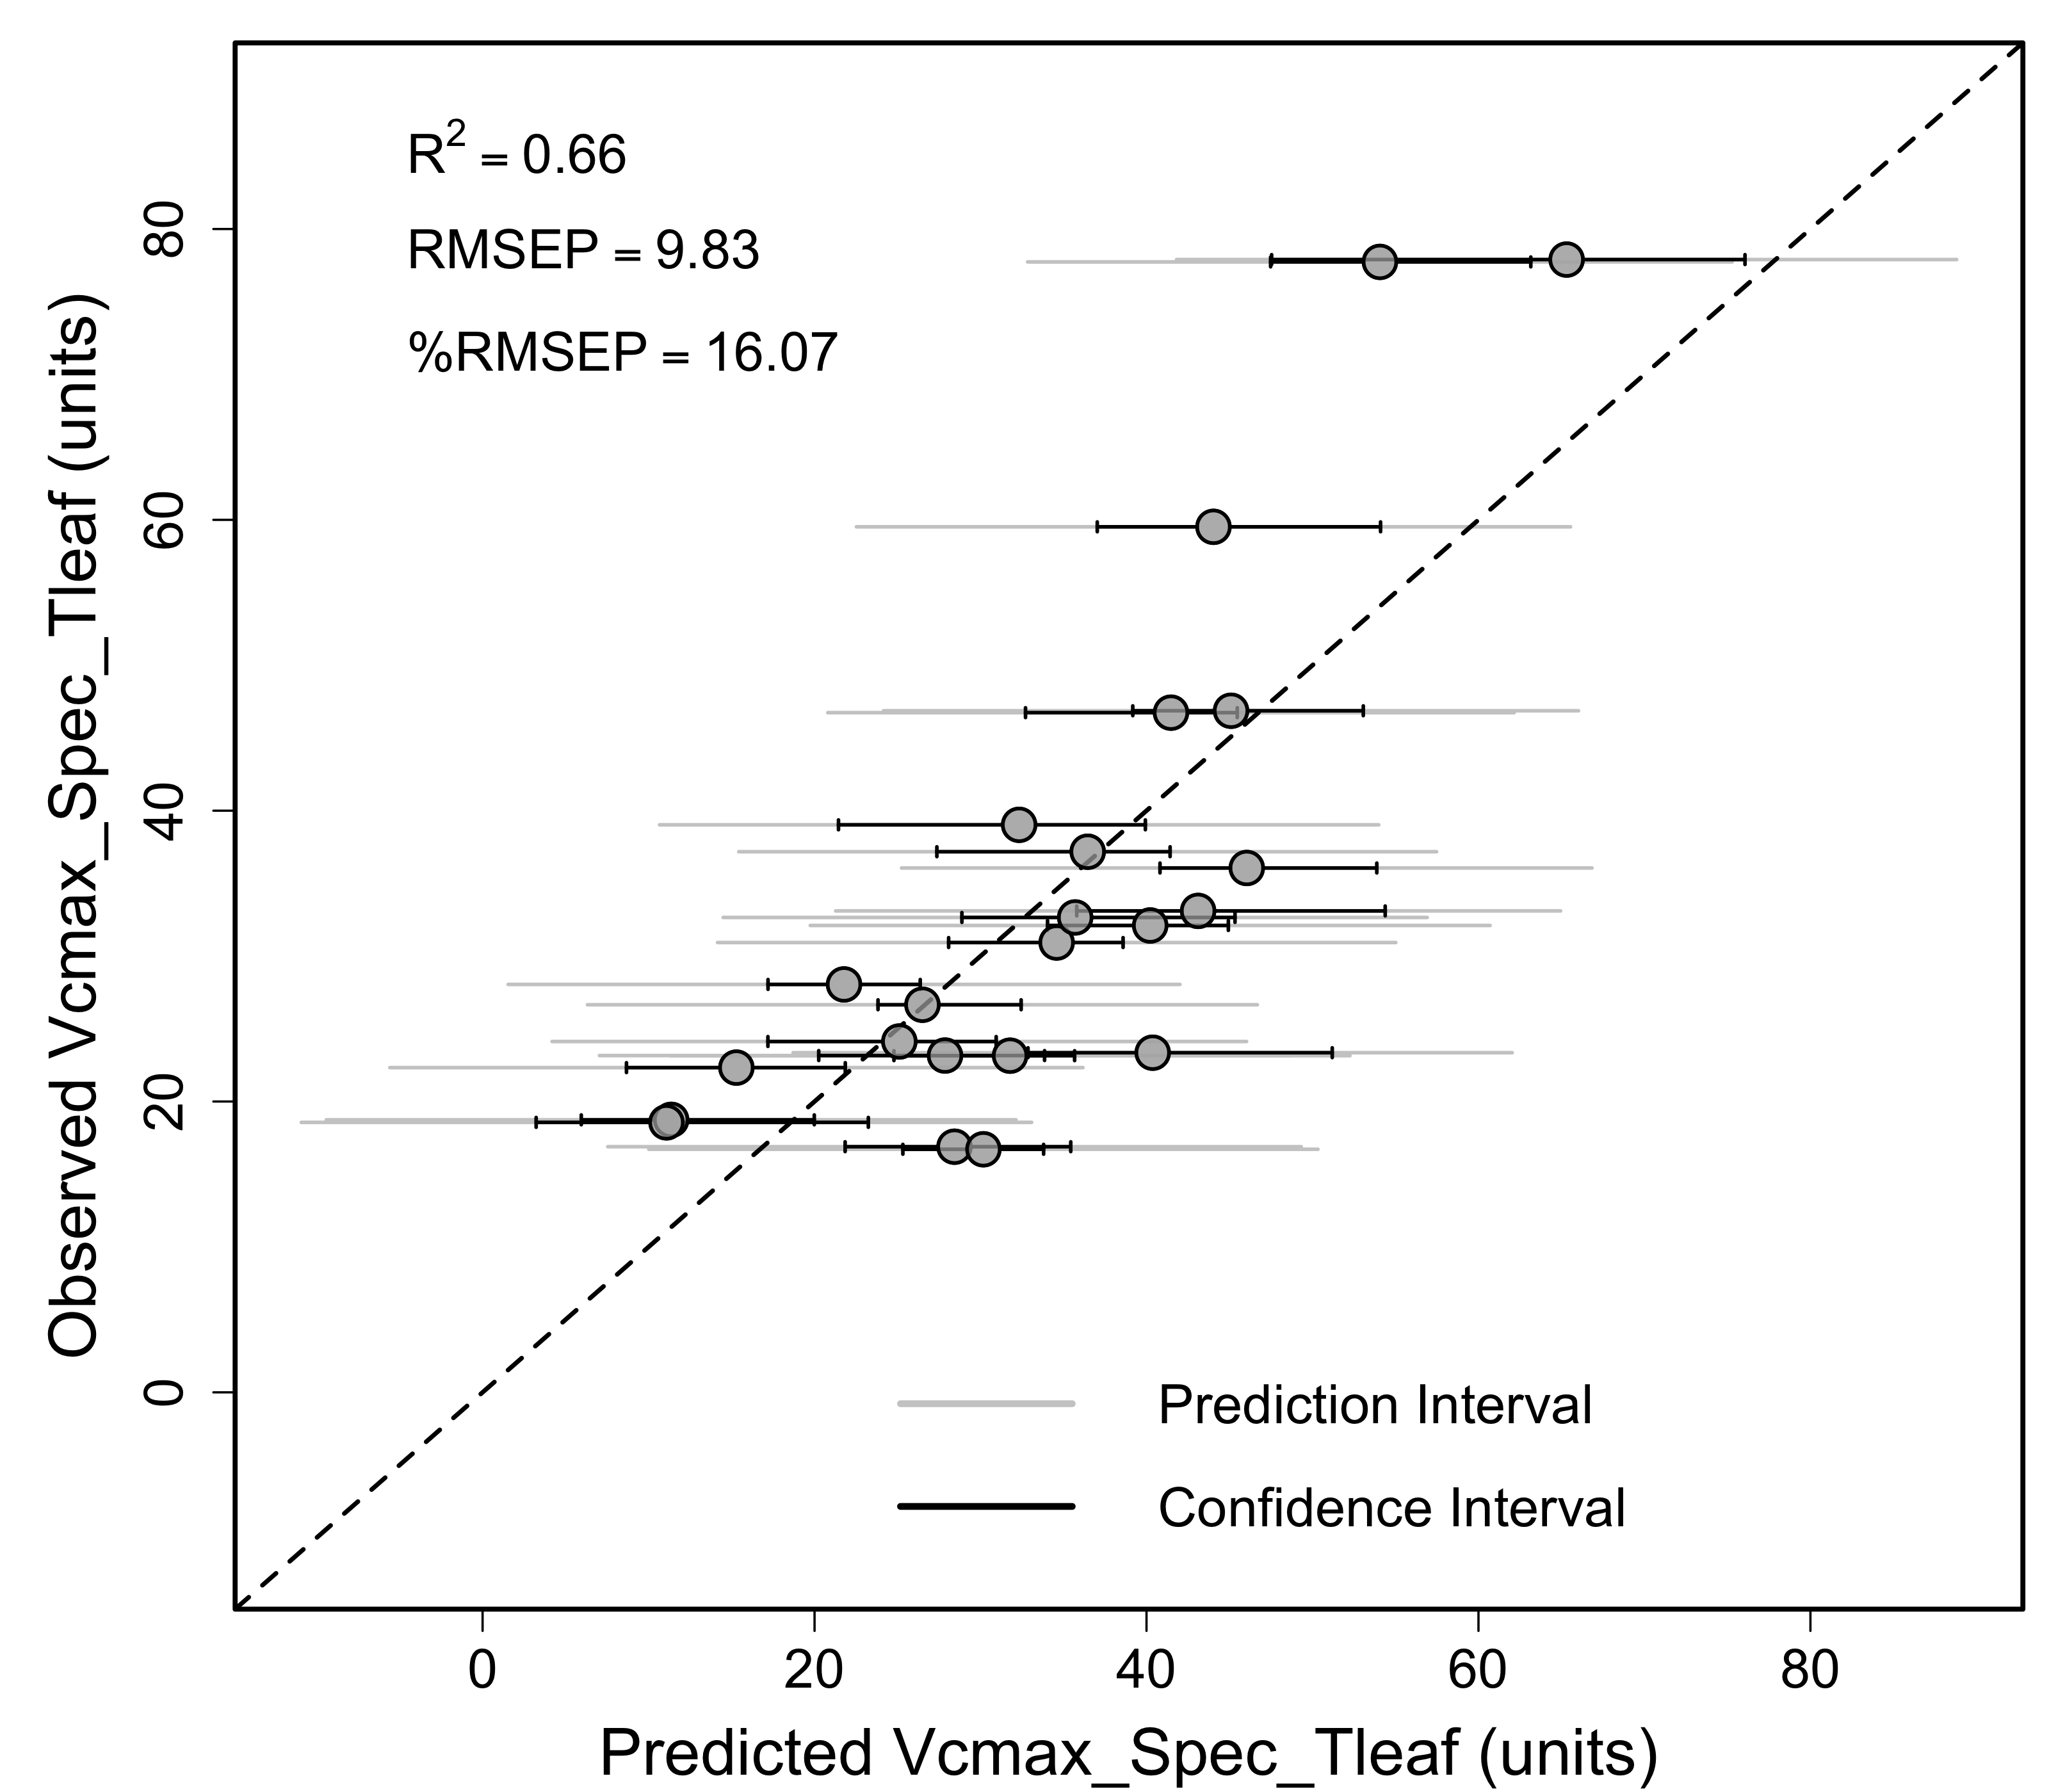 R² = 0.66
RMSEP = 9.83
%RMSEP = 16.07
Observed Vcmax_Spec_Tleaf (units)
80
60
40
20
0
Prediction Interval
Confidence Interval
0 20 40 60 80
Predicted Vcmax_Spec_Tleaf (units)